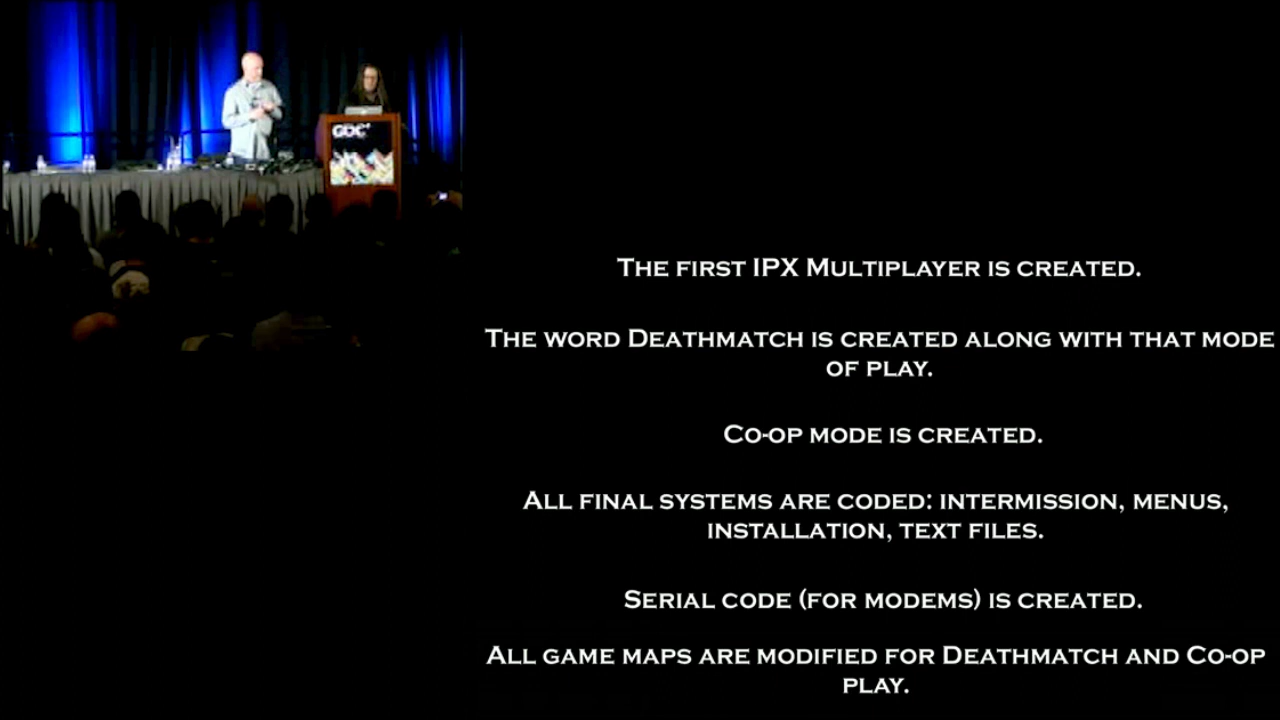 GDC
The first IPX Multiplayer is created.
The word Deathmatch is created along with that mode
of play.
Co-op mode is created.
All final systems are coded: intermission, menus,
installation, text files.
Serial code (for modems) is created.
All game maps are modified for Deathmatch and Co-op
play.